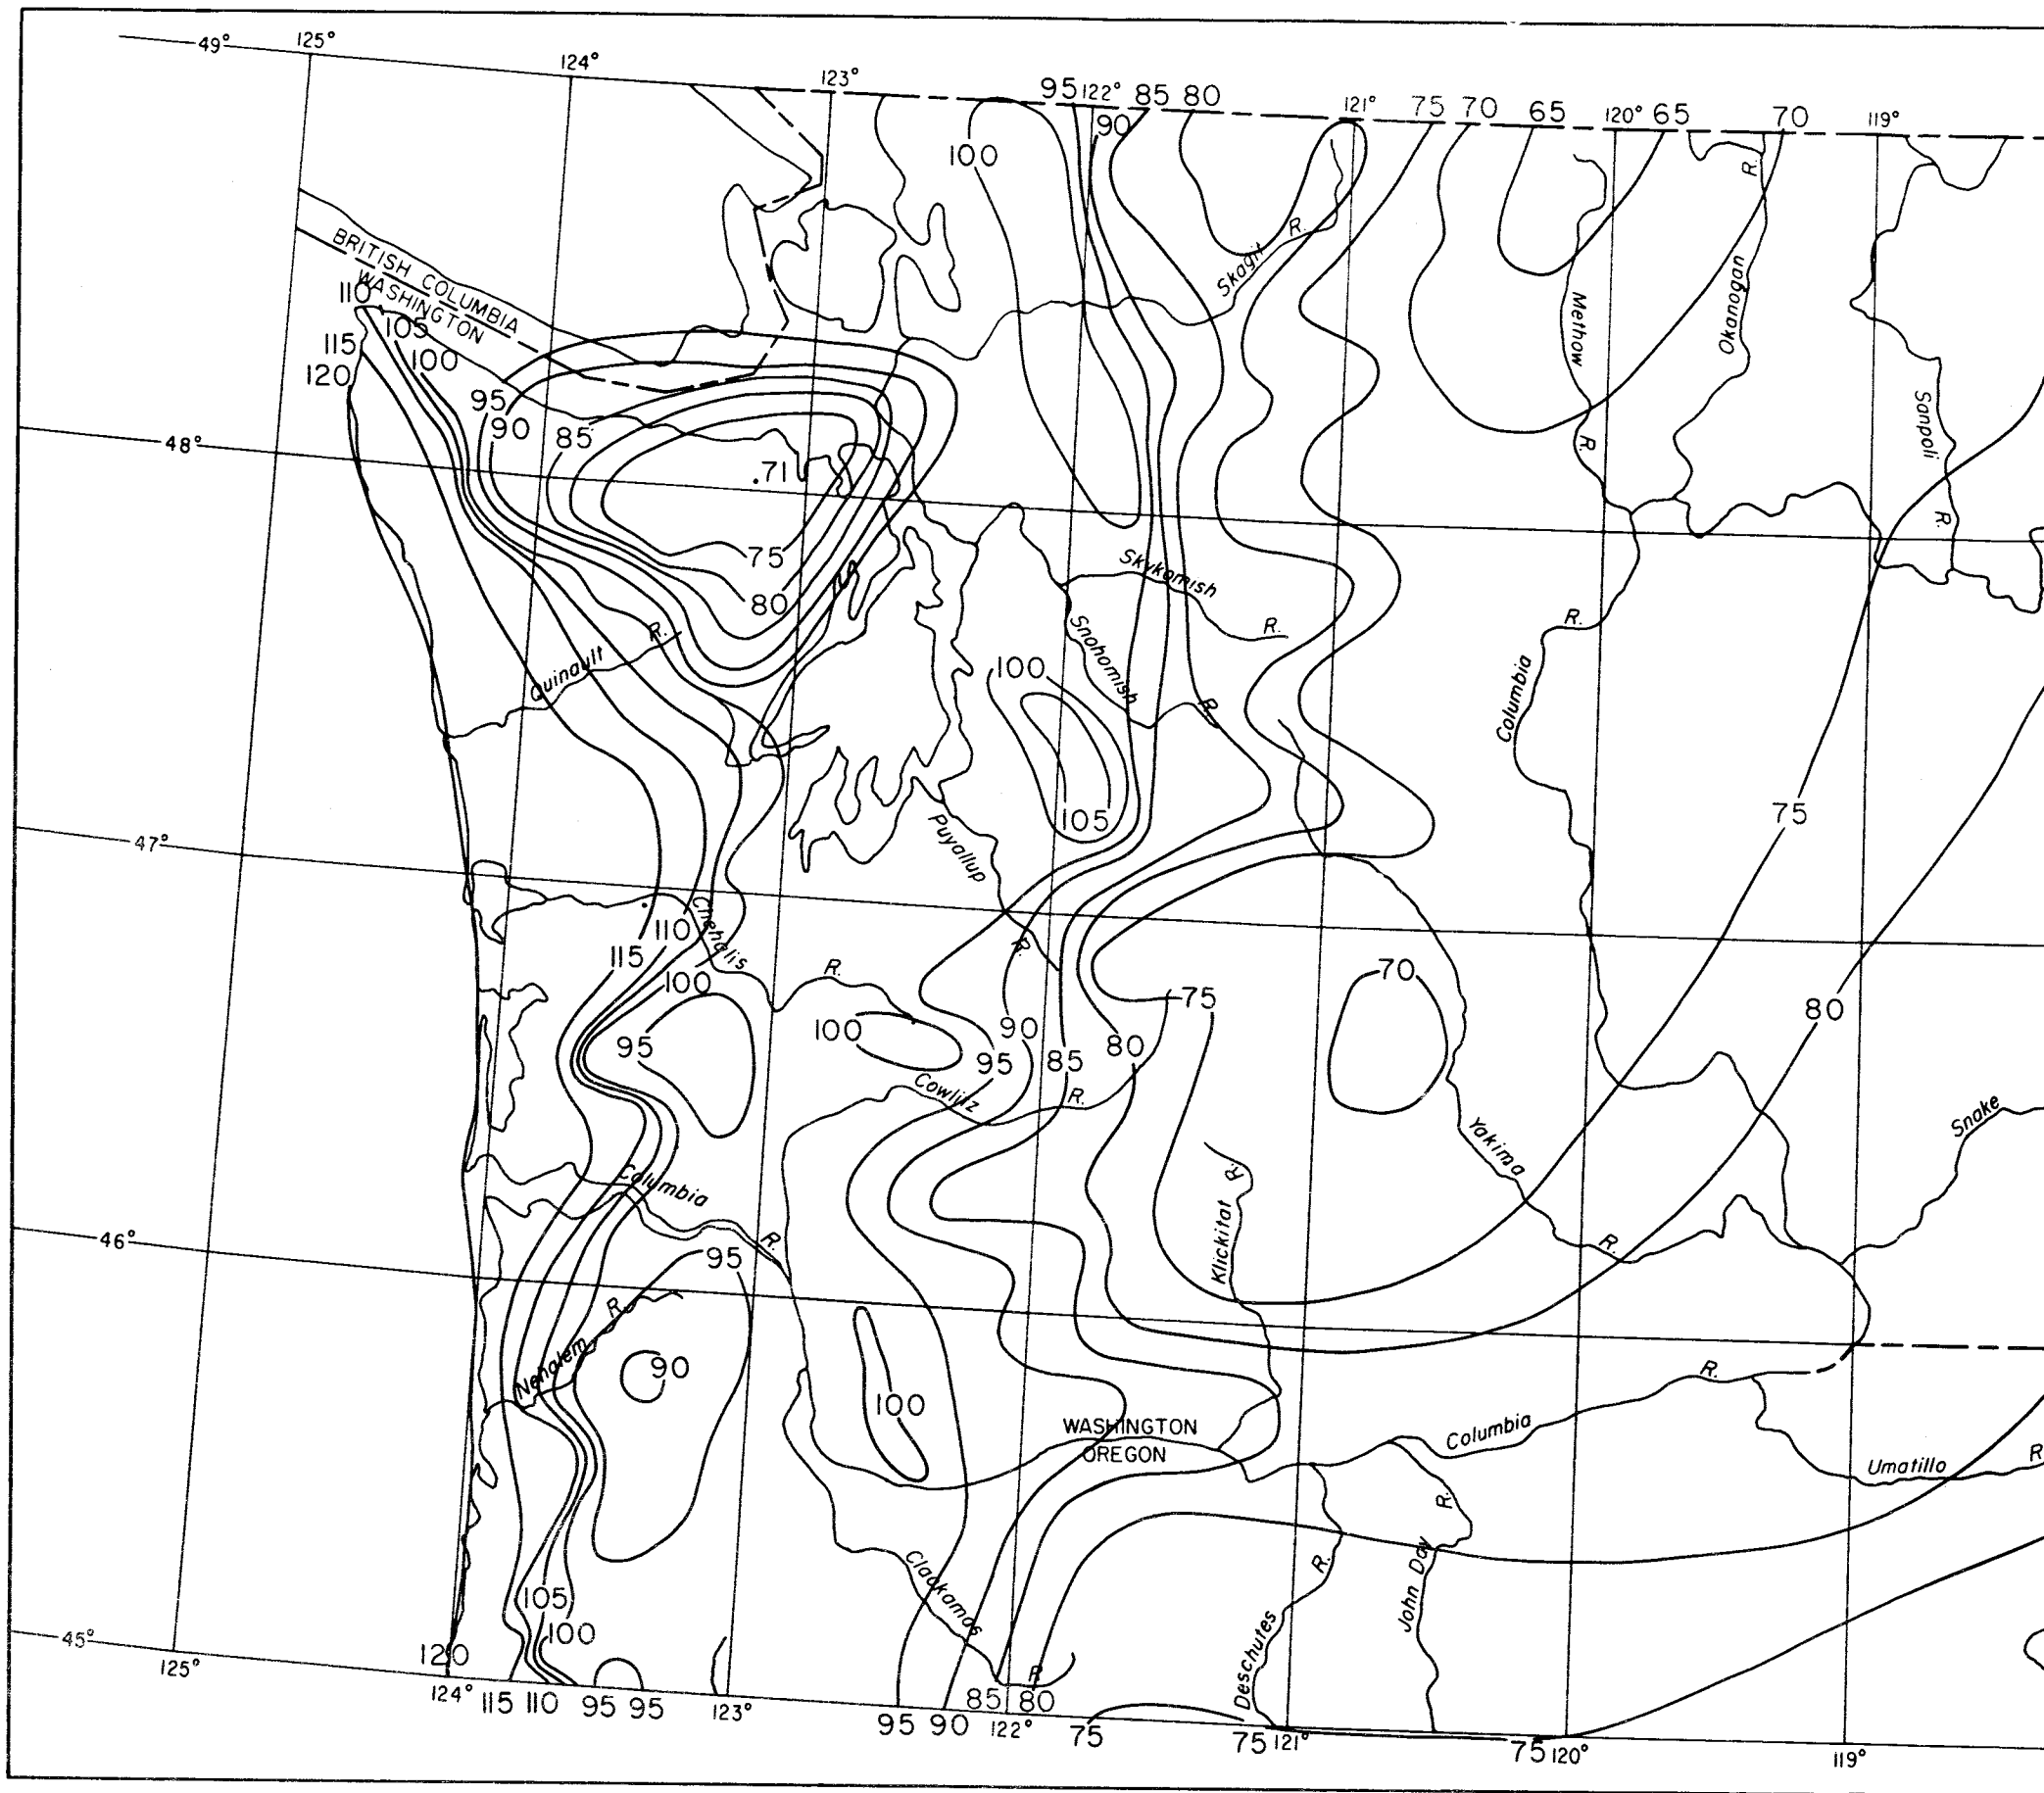 49° 125°
124°
123°
95 122° 85 80
90
121° 75 70 65 120° 65 70 119°
100
R.
R.
Skagit
BRITISH COLUMBIA
WASHINGTON
110
105
115 100
120
Methow
Okanogan
95
90 85
48°
R.
Sanpoil
R.
.71
75
80
Skykomish
R.
R.
Quinault
Snohomish
R.
100
Columbia
R.
105
75
47°
Puyallup
Chehalis
110
115
R.
R.
100
95
100
90
95 85 80
75
70
80
Cowlitz
R.
Snake
Yakima
Columbia
R.
Klickitat R.
R.
46°
95
R.
Nehalem
90
100
WASHINGTON
OREGON
R.
Columbia
Umatillo R
R.
R.
John Day
Clackamas
Deschutes
105
100
45°
120
125°
124° 115 110 95 95 123°
R
85 80
95 90 122° 75
75 121° 75 120° 119°